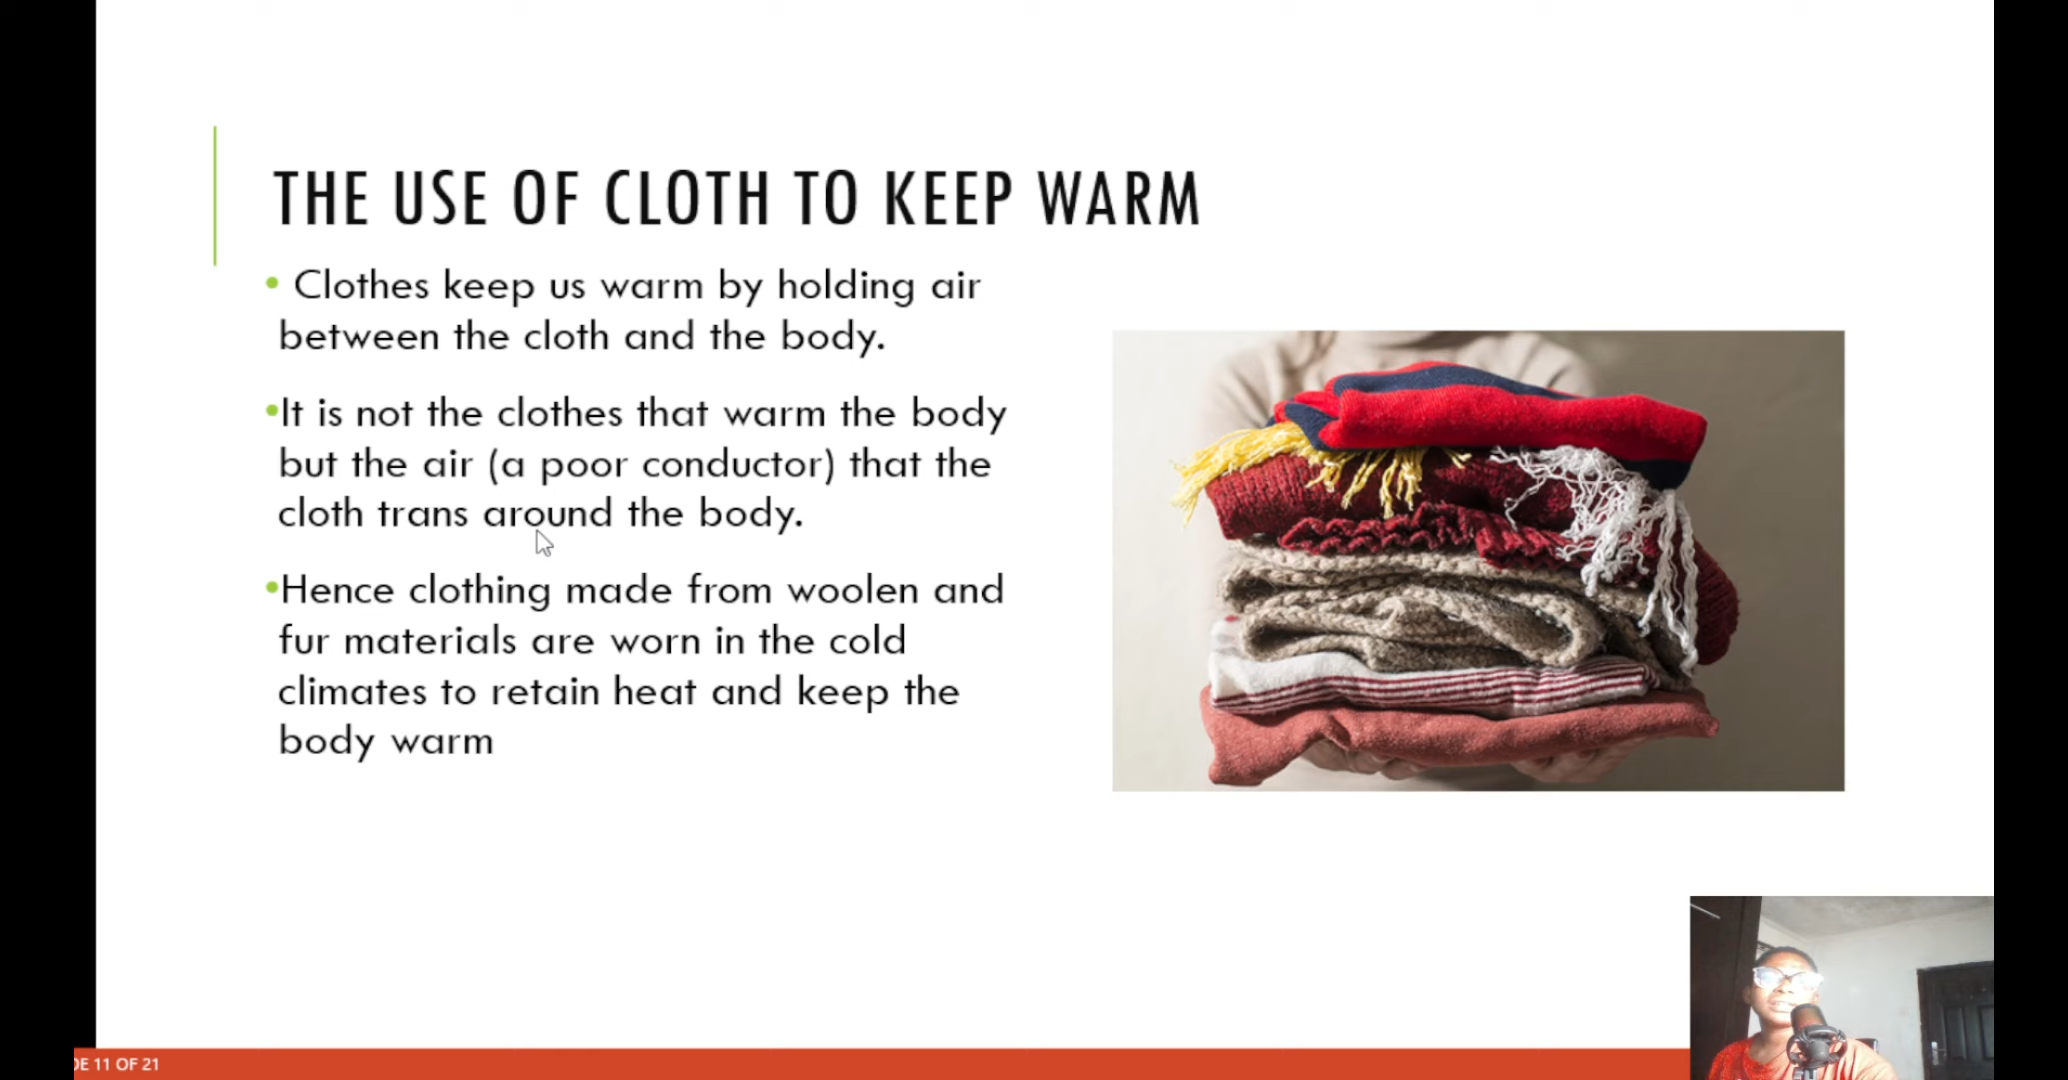 THE USE OF CLOTH TO KEEP WARM
• Clothes keep us warm by holding air
between the cloth and the body.
•It is not the clothes that warm the body
but the air (a poor conductor) that the
cloth trans around the body.
•Hence clothing made from woolen and
fur materials are worn in the cold
climates to retain heat and keep the
body warm
DE 11 OF 21